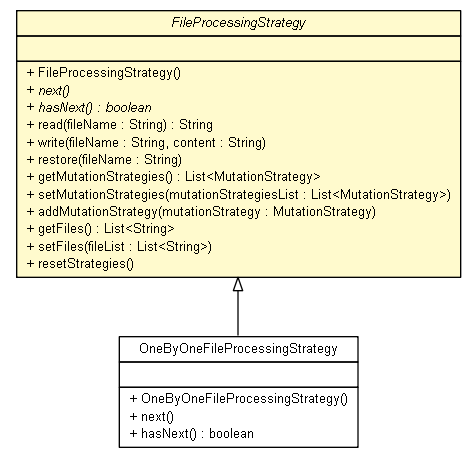 FileProcessingStrategy
+ FileProcessingStrategy()
+ next()
+ hasNext() : boolean
+ read(fileName : String) : String
+ write(fileName : String, content : String)
+ restore(fileName : String)
+ getMutationStrategies() : List<MutationStrategy>
+ setMutationStrategies(mutationStrategiesList : List<MutationStrategy>)
+ addMutationStrategy(mutationStrategy : MutationStrategy)
+ getFiles() : List<String>
+ setFiles(fileList : List<String>)
+ resetStrategies()
OneByOneFileProcessingStrategy
+ OneByOneFileProcessingStrategy()
+ next()
+ hasNext() : boolean